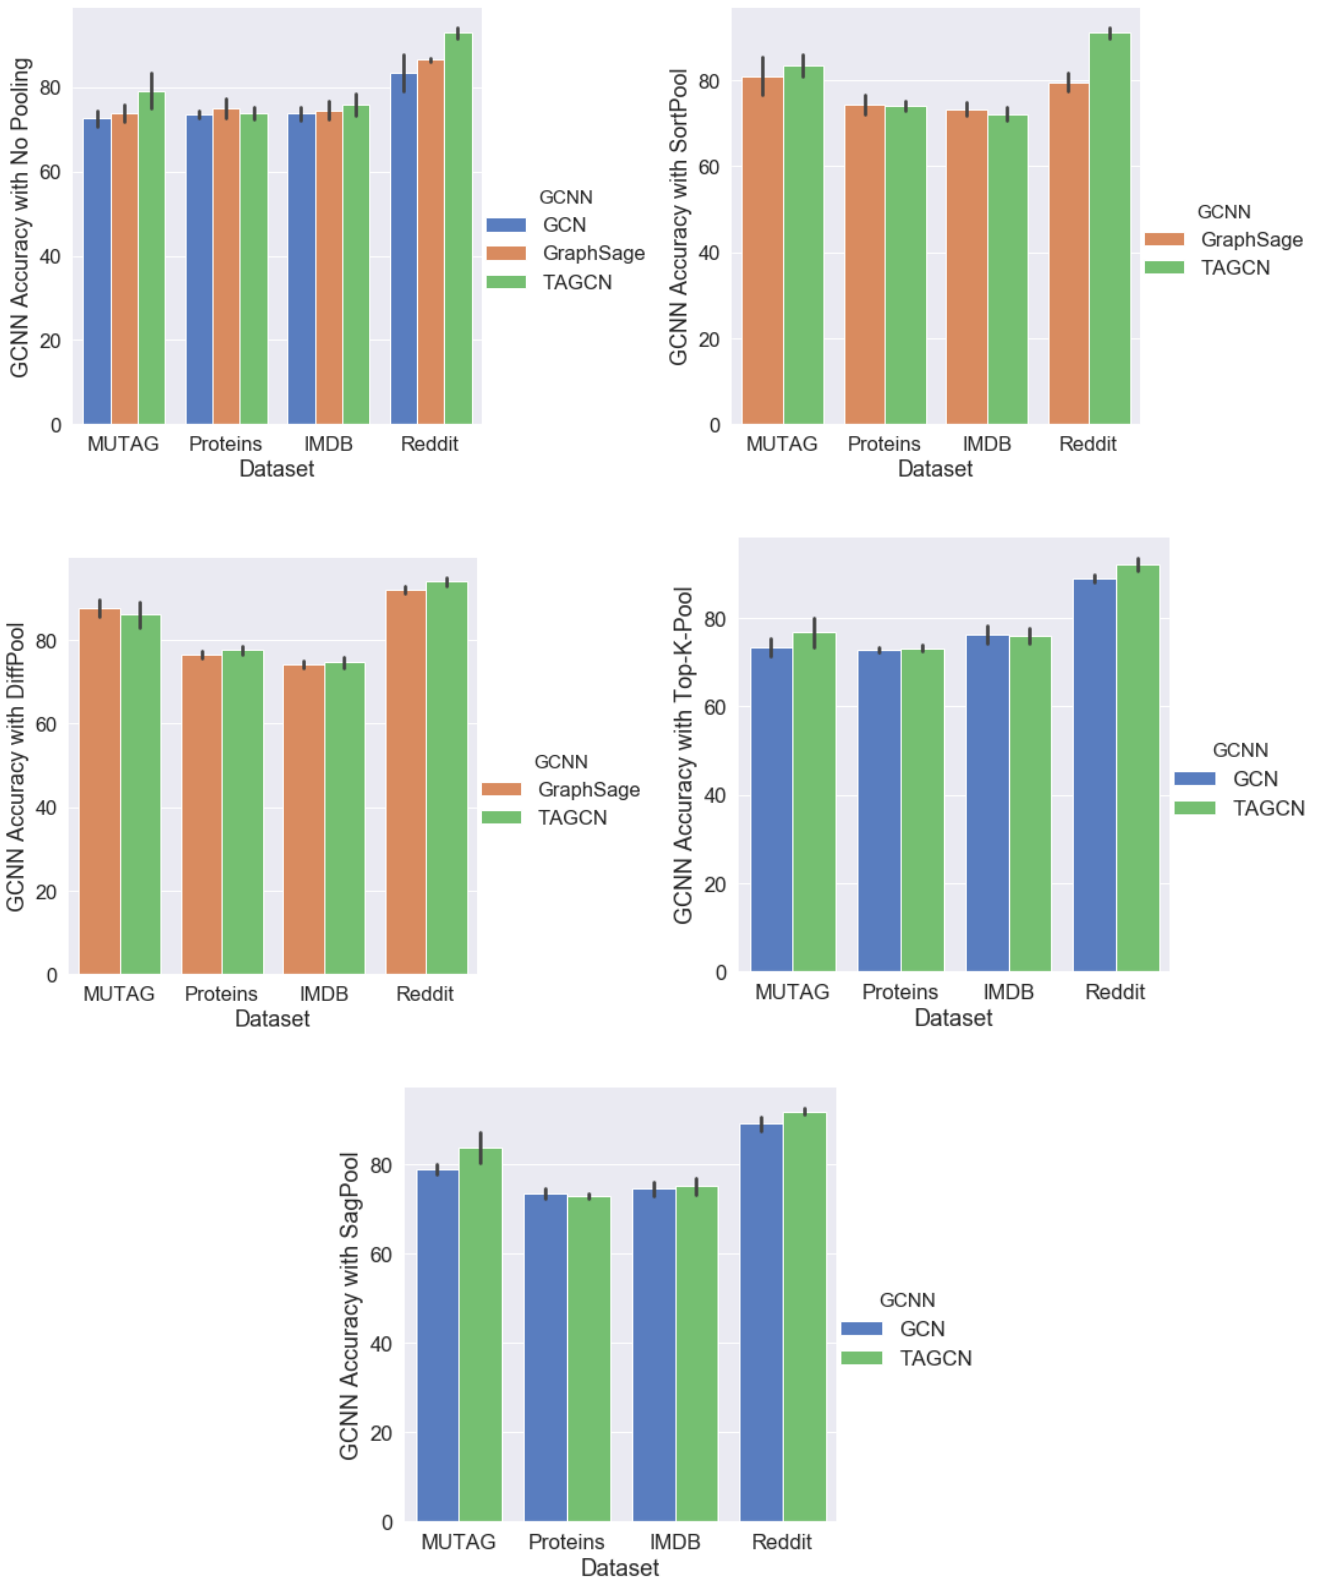 GCNN Accuracy with No Pooling
80
60
40
20
0
MUTAG Proteins IMDB Reddit
Dataset
GCNN
GCN
GraphSage
TAGCN
GCNN Accuracy with SortPool
80
60
40
20
0
MUTAG Proteins IMDB Reddit
Dataset
GCNN
GraphSage
TAGCN
GCNN Accuracy with DiffPool
80
60
40
20
0
MUTAG Proteins IMDB Reddit
Dataset
GCNN
GraphSage
TAGCN
GCNN Accuracy with Top-K-Pool
80
60
40
20
0
MUTAG Proteins IMDB Reddit
Dataset
GCNN
GCN
TAGCN
GCNN Accuracy with SagPool
80
60
40
20
0
MUTAG Proteins IMDB Reddit
Dataset
GCNN
GCN
TAGCN